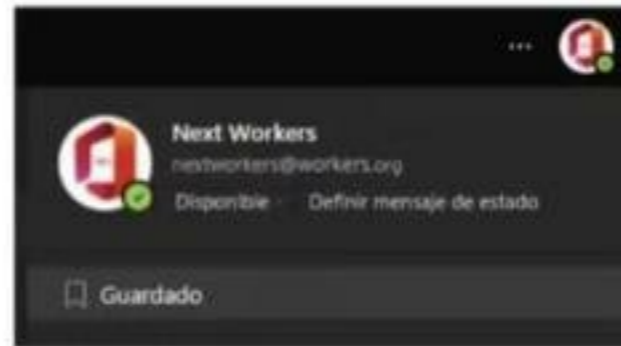 ...
Next Workers
nextworkers@workers.org
Disponible
Definir mensaje de estado
Guardado